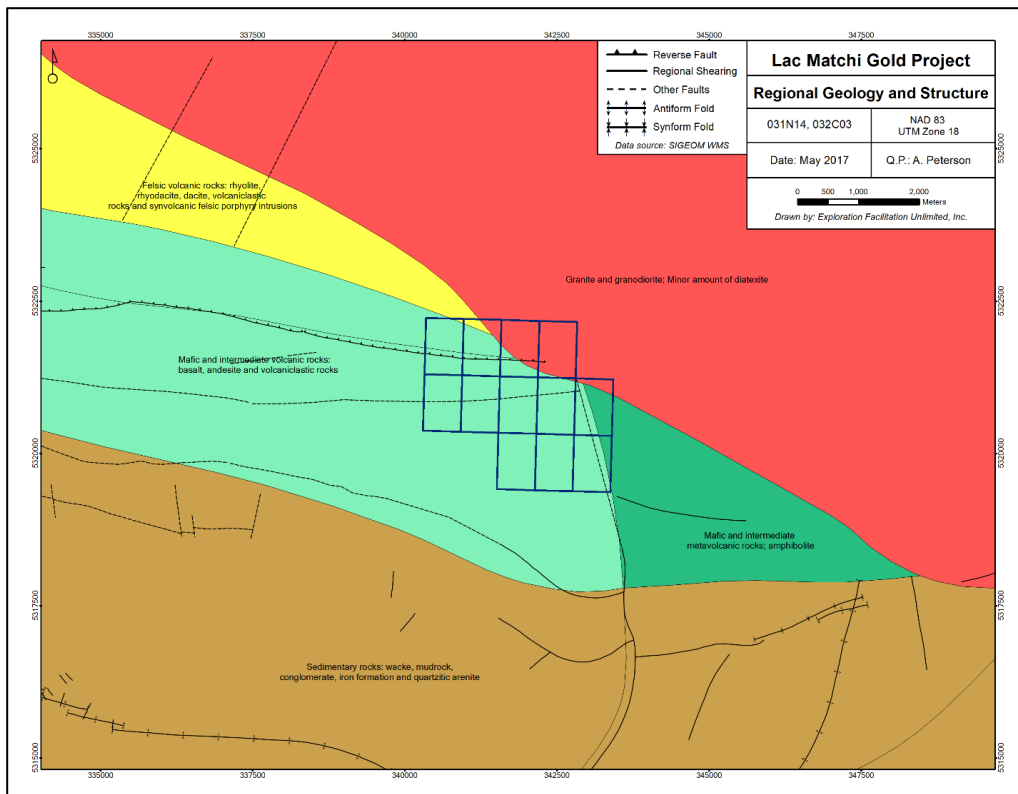 335000
337500
340000
342500
345000
347500
Reverse Fault
Regional Shearing
Other Faults
Antiform Fold
Synform Fold
Data source: SIGEOM WMS
Lac Matchi Gold Project
Regional Geology and Structure
031N14, 032C03
NAD 83
UTM Zone 18
Date: May 2017
Q.P.: A. Peterson
0 500 1,000 2,000
Meters
Drawn by: Exploration Facilitation Unlimited, Inc.
5325000
5325000
Felsic volcanic rocks: rhyolite,
rhyodacite, dacite, volcaniclastic
rocks and synvolcanic felsic porphyry intrusions
Granite and granodiorite; Minor amount of diatexite
5322500
5322500
Mafic and intermediate volcanic rocks:
basalt, andesite and volcaniclastic rocks
5320000
5320000
Mafic and intermediate
metavolcanic rocks; amphibolite
5317500
5317500
Sedimentary rocks: wacke, mudrock,
conglomerate, iron formation and quartzitic arenite
5315000
5315000
335000
337500
340000
342500
345000
347500